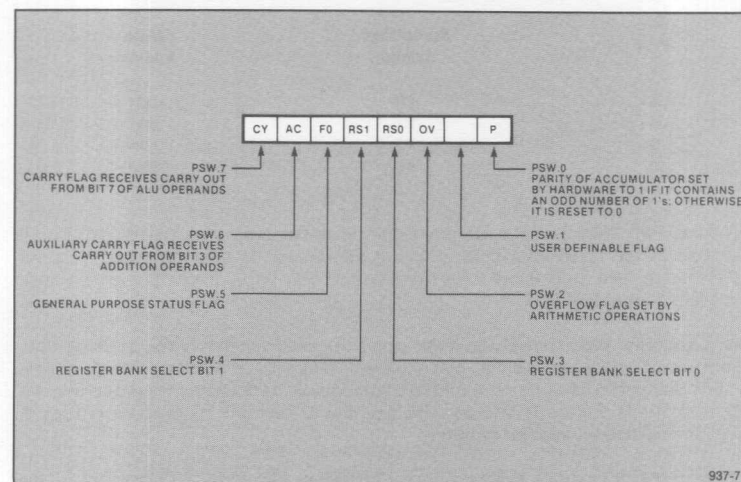 CY AC F0 RS1 RS0 OV P
PSW.7
CARRY FLAG RECEIVES CARRY OUT
FROM BIT 7 OF ALU OPERANDS
PSW.6
AUXILIARY CARRY FLAG RECEIVES
CARRY OUT FROM BIT 3 OF
ADDITION OPERANDS
PSW.5
GENERAL PURPOSE STATUS FLAG
PSW.4
REGISTER BANK SELECT BIT 1
PSW.0
PARITY OF ACCUMULATOR SET
BY HARDWARE TO 1 IF IT CONTAINS
AN ODD NUMBER OF 1's; OTHERWISE
IT IS RESET TO 0
PSW.1
USER DEFINABLE FLAG
PSW.2
OVERFLOW FLAG SET BY
ARITHMETIC OPERATIONS
PSW.3
REGISTER BANK SELECT BIT 0
937-7